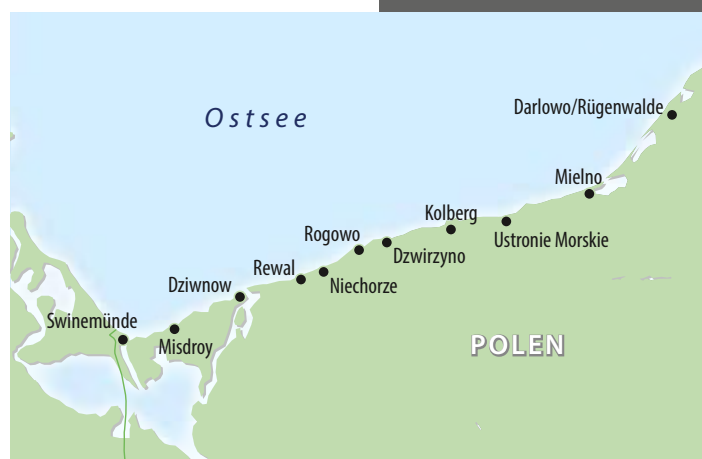 Ostsee
Darlowo/Rügenwalde
Mielno
Kolberg
Ustronie Morskie
Rogowo
Dzwirzyno
Rewal
Niechorze
Dziwnow
Swinemünde
Misdroy
POLEN